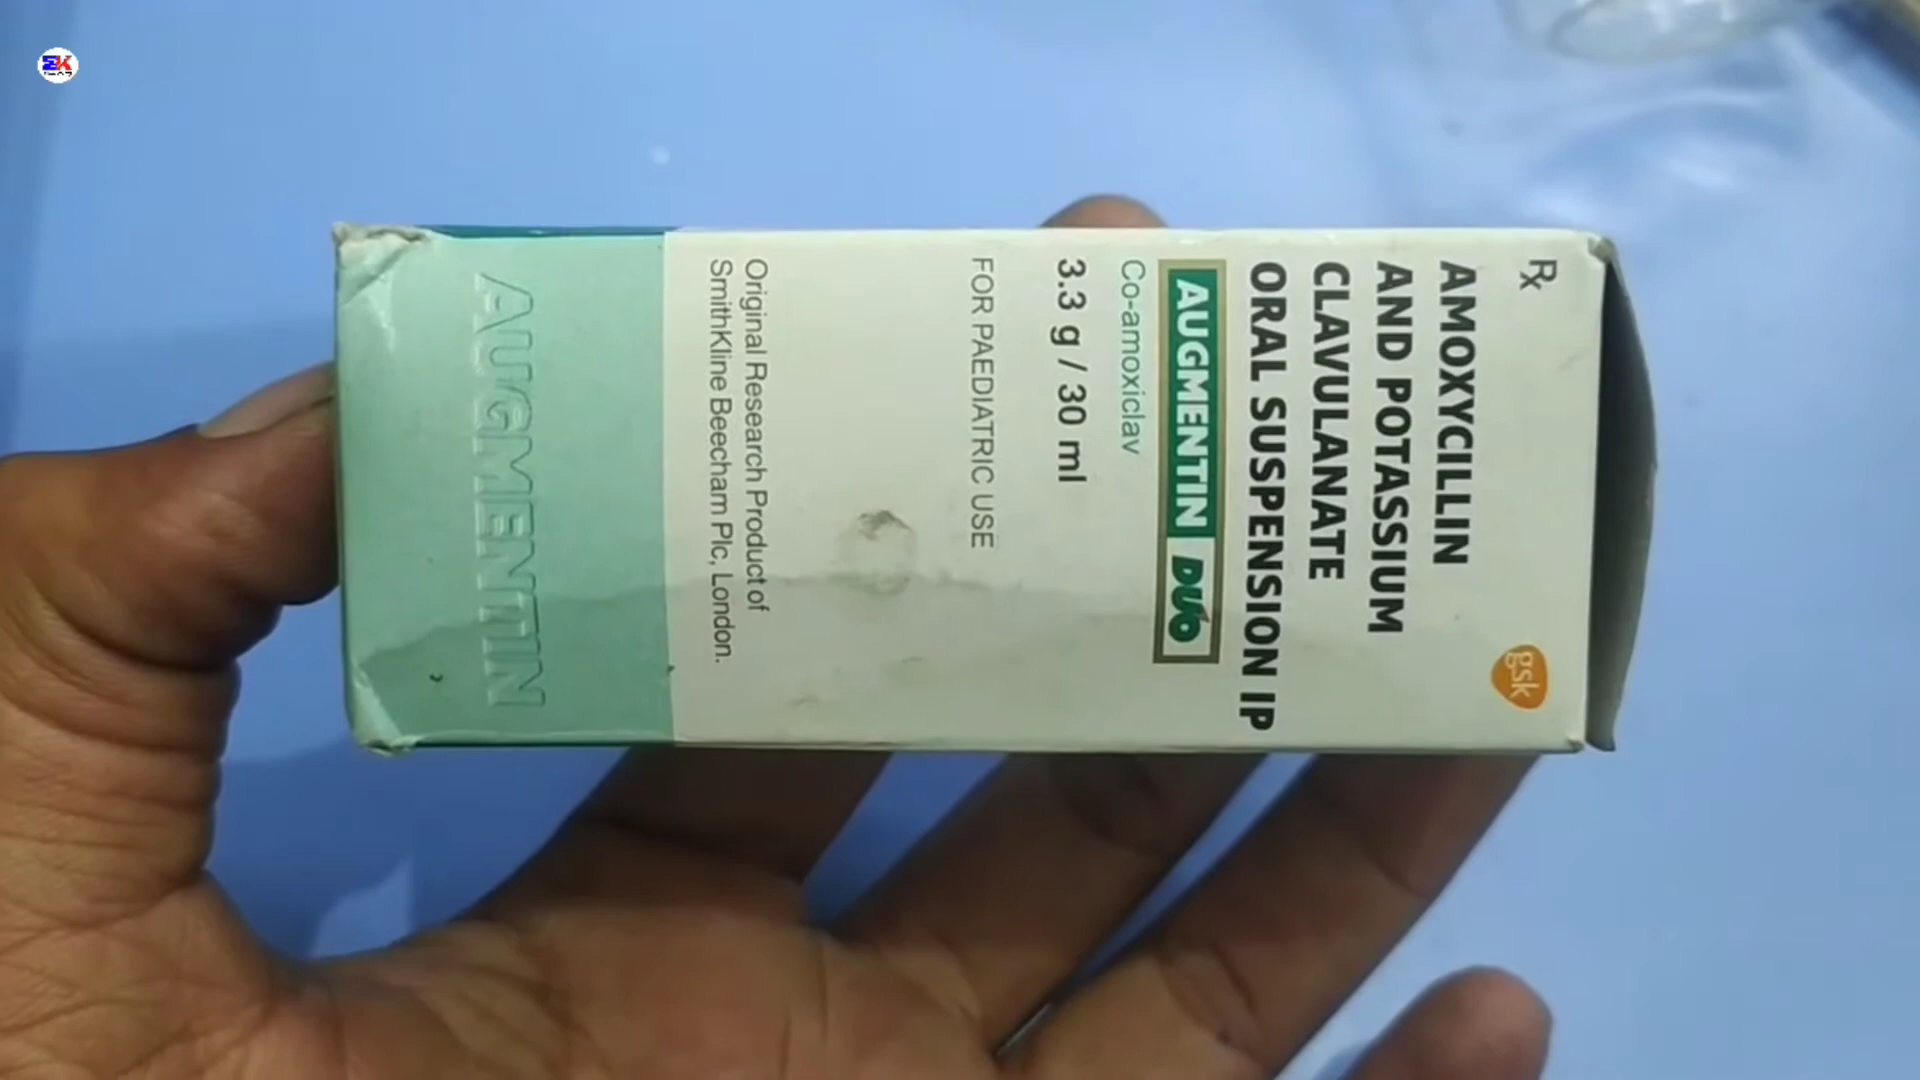 Rx
gsk
AMOXYCILLIN
AND POTASSIUM
CLAVULANATE
ORAL SUSPENSION IP
AUGMENTIN DUO
Co-amoxiclav
3.3 g / 30 ml
FOR PAEDIATRIC USE
Original Research Product of
SmithKline Beecham Plc, London.
AUGMENTIN